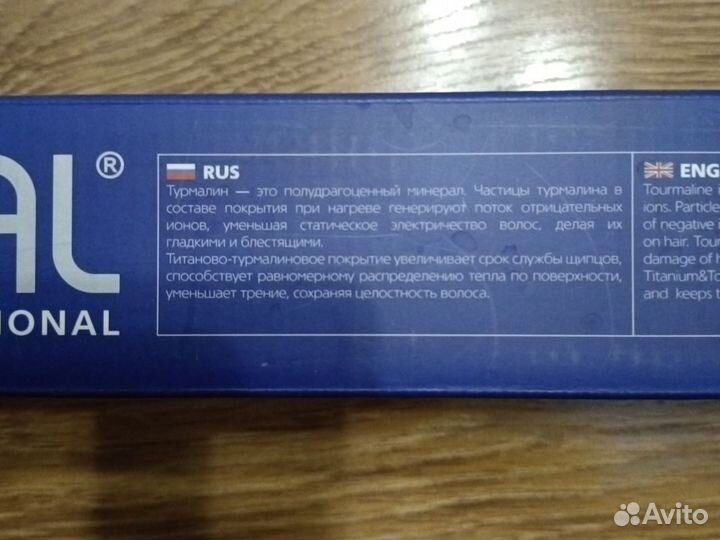 AL®
IONAL
RUS
Турмалин — это полудрагоценный минерал. Частицы турмалина в
составе покрытия при нагреве генерируют поток отрицательных
ионов, уменьшая статическое электричество волос, делая их
гладкими и блестящими.
Титаново-турмалиновое покрытие увеличивает срок службы щипцов,
способствует равномерному распределению тепла по поверхности,
уменьшает трение, сохраняя целостность волоса.
ENG
Tourmaline
ions. Particle
of negative i
on hair. Tour
damage of h
Titanium&To
and keeps t
Avito